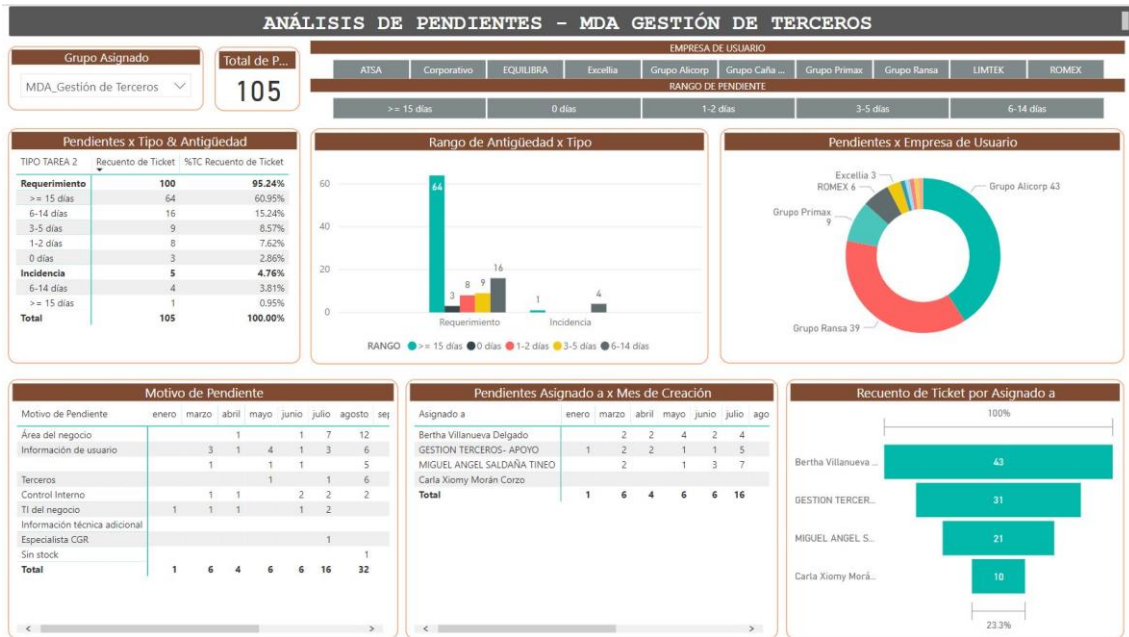 ANÁLISIS DE PENDIENTES - MDA GESTIÓN DE TERCEROS
Grupo Asignado
MDA_Gestión de Terceros
Total de P...
105
EMPRESA DE USUARIO
ATSA Corporativo EQUILIBRA Excellia Grupo Alicorp Grupo Caña ... Grupo Primax Grupo Ransa LIMTEK ROMEX
RANGO DE PENDIENTE
>= 15 días 0 días 1-2 días 3-5 días 6-14 días
Pendientes x Tipo & Antigüedad
TIPO TAREA 2 Recuento de Ticket %TC Recuento de Ticket
Requerimiento 100 95.24%
>= 15 días 64 60.95%
6-14 días 16 15.24%
3-5 días 9 8.57%
1-2 días 8 7.62%
0 días 3 2.86%
Incidencia 5 4.76%
6-14 días 4 3.81%
>= 15 días 1 0.95%
Total 105 100.00%
Rango de Antigüedad x Tipo
60
40
20
0
64
3
8
9
16
1
4
Requerimiento Incidencia
RANGO >= 15 días 0 días 1-2 días 3-5 días 6-14 días
Pendientes x Empresa de Usuario
Excellia 3
ROMEX 6
Grupo Primax
9
Grupo Ransa 39
Grupo Alicorp 43
Motivo de Pendiente
Motivo de Pendiente enero marzo abril mayo junio julio agosto sep
Área del negocio 1 1 7 12
Información de usuario 3 1 4 1 3 6
1 1 1 5
Terceros 1 1 6
Control Interno 1 1 2 2 2
TI del negocio 1 1 1 1 2
Información técnica adicional
Especialista CGR 1
Sin stock 1
Total 1 6 4 6 6 16 32
Pendientes Asignado a x Mes de Creación
Asignado a enero marzo abril mayo junio julio ago
Bertha Villanueva Delgado 2 2 4 2 4
GESTION TERCEROS- APOYO 1 2 2 1 1 5
MIGUEL ANGEL SALDAÑA TINEO 2 1 3 7
Carla Xiomy Morán Corzo
Total 1 6 4 6 6 16
Recuento de Ticket por Asignado a
100%
Bertha Villanueva ... 43
GESTION TERCER... 31
MIGUEL ANGEL S... 21
Carla Xiomy Morá... 10
23.3%